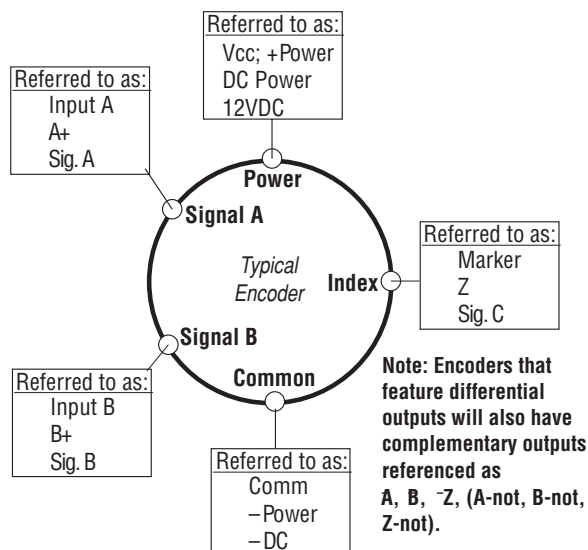 Referred to as:
Vcc; +Power
DC Power
12VDC
Referred to as:
Input A
A+
Sig. A
Power
Signal A
Typical
Encoder
Index
Referred to as:
Marker
Z
Sig. C
Signal B
Common
Referred to as:
Input B
B+
Sig. B
Referred to as:
Comm
–Power
–DC
Note: Encoders that
feature differential
outputs will also have
complementary outputs
referenced as
A, B, ‾Z, (A-not, B-not,
Z-not).